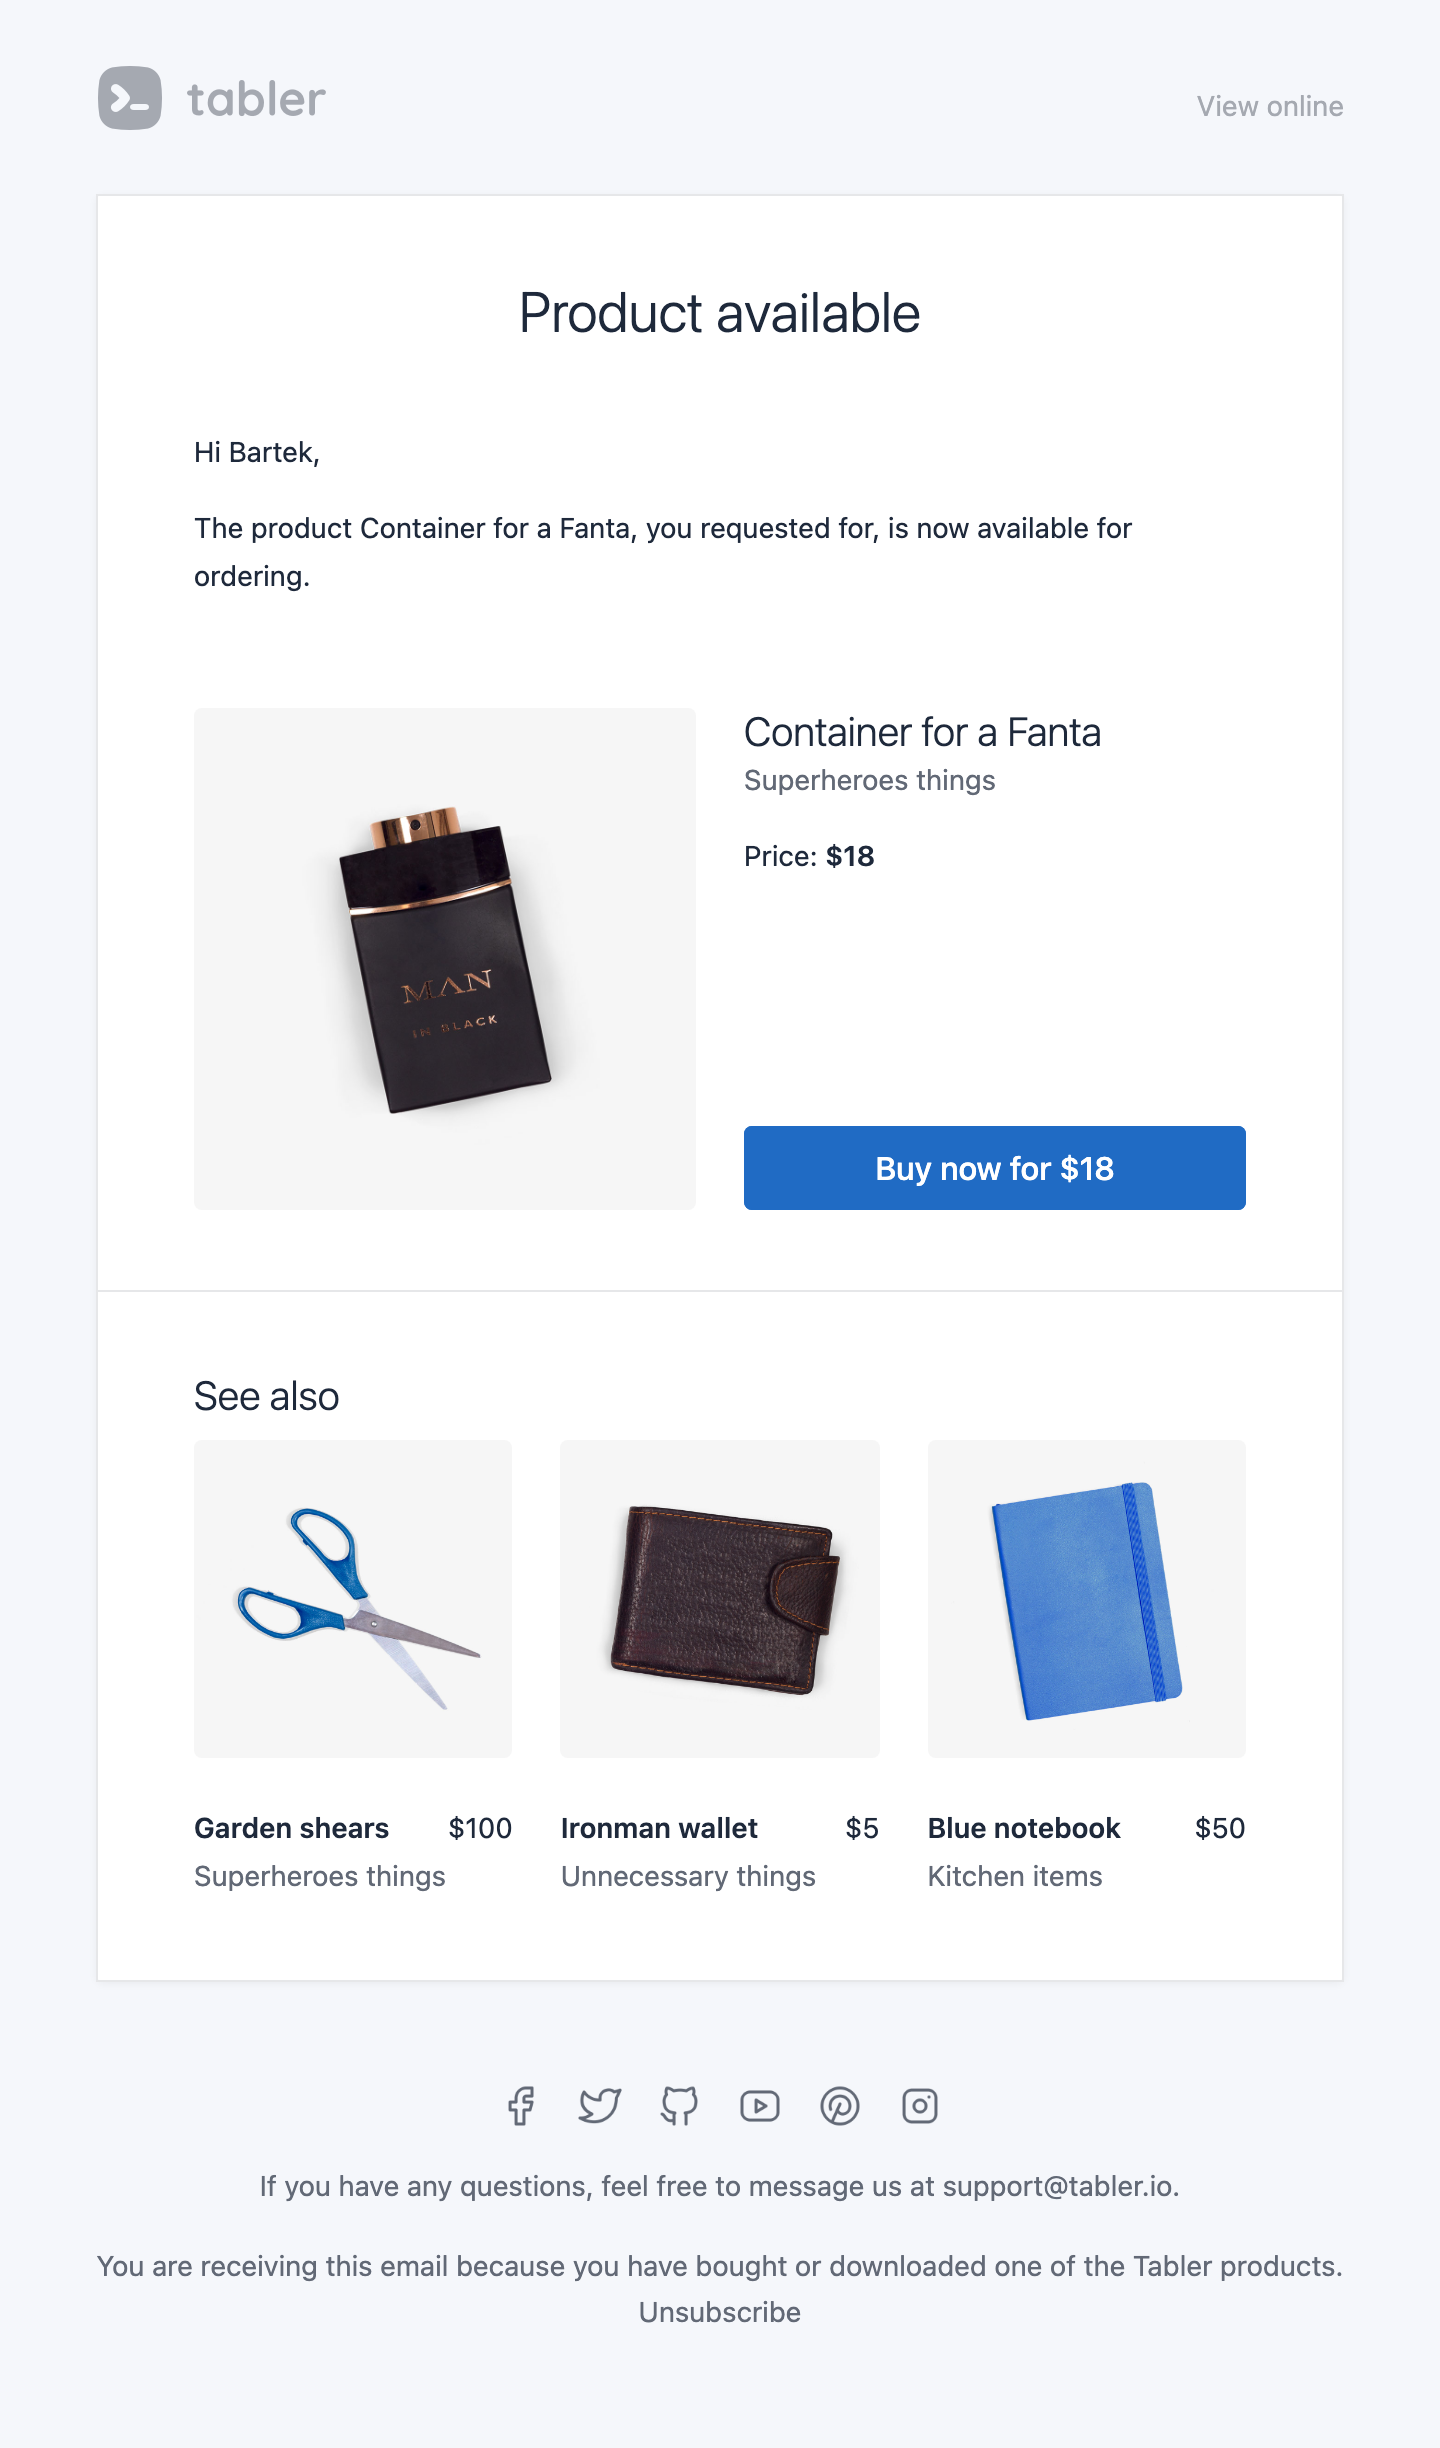 tabler
View online
Product available
Hi Bartek,
The product Container for a Fanta, you requested for, is now available for
ordering.
MAN
IN BLACK
Container for a Fanta
Superheroes things
Price: $18
Buy now for $18
See also
Garden shears $100
Superheroes things
Ironman wallet $5
Unnecessary things
Blue notebook $50
Kitchen items
If you have any questions, feel free to message us at support@tabler.io.
You are receiving this email because you have bought or downloaded one of the Tabler products.
Unsubscribe